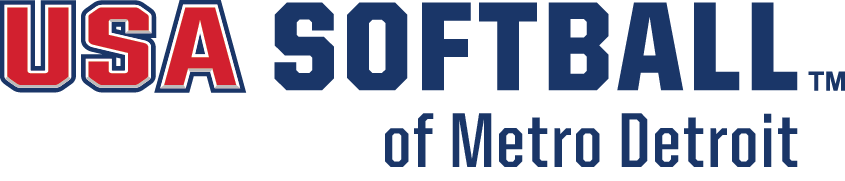 USA SOFTBALL™
of Metro Detroit